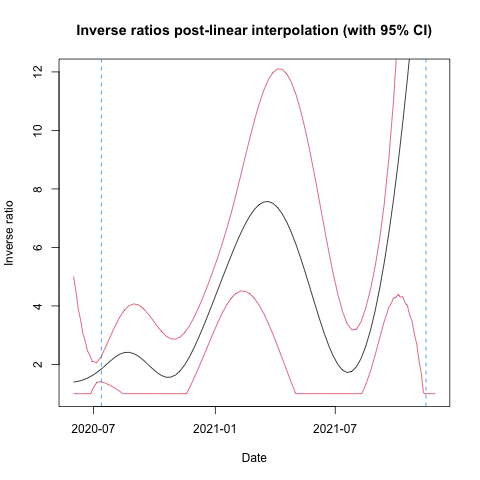 Inverse ratios post-linear interpolation (with 95% CI)
12
10
8
6
4
2
Inverse ratio
2020-07 2021-01 2021-07
Date